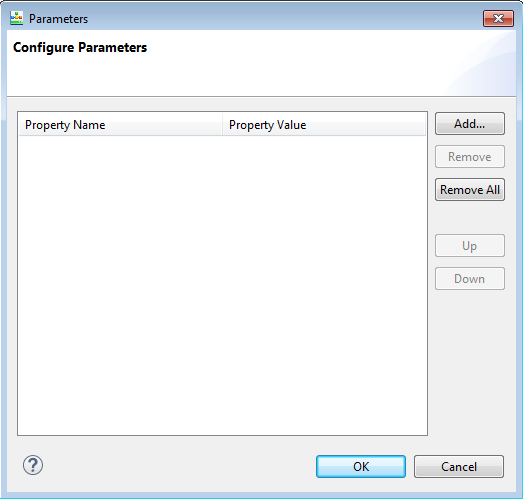 Parameters
Configure Parameters
Property Name Property Value
Add...
Remove
Remove All
Up
Down
?
OK Cancel